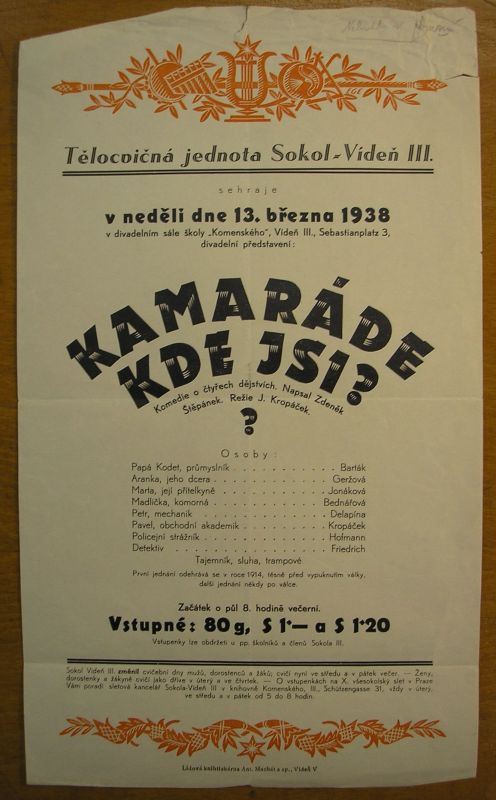 Tělocvičná jednota Sokol-Vídeň III.
sehraje
v neděli dne 13. března 1938
v divadelním sále školy „Komenského“, Vídeň III., Sebastianplatz 3,
divadelní představení:
KAMARÁDE
KDE JSI?
Komedie o čtyřech dějstvích. Napsal Zdeněk
Štěpánek. Režie J. Kropáček.
?
Osoby:
Papá Kodet, průmyslník . . . . . . . . . . . . Barták
Aranka, jeho dcera . . . . . . . . . . . . . . Geržová
Marta, její přítelkyně . . . . . . . . . . . . . Jonáková
Madlička, komorná . . . . . . . . . . . . . Bednářová
Petr, mechanik . . . . . . . . . . . . . . . Delapína
Pavel, obchodní akademik . . . . . . . . . . Kropáček
Policejní strážník . . . . . . . . . . . . . . Hofmann
Detektiv . . . . . . . . . . . . . . . . . Friedrich
Tajemník, sluha, trampové
První jednání odehrává se v roce 1914, těsně před vypuknutím války,
další jednání někdy po válce.
Začátek o půl 8. hodině večerní.
Vstupné: 80 g, S 1·— a S 1·20
Vstupenky lze obdržeti u pp. školníků a členů Sokola III.
Sokol Vídeň III. změnil cvičební dny mužů, dorostenců a žáků; cvičí nyní ve středu a v pátek večer. — Ženy,
dorostenky a žákyně cvičí jako dříve v úterý a ve čtvrtek. — O vstupenkách na X. všesokolský slet v Praze
Vám poradí sletová kancelář Sokola-Vídeň III v knihovně Komenského, III., Schützengasse 31, vždy v úterý,
ve středu a v pátek od 5 do 8 hodin.
Lidová knihtiskárna Ant. Machát a sp., Vídeň V